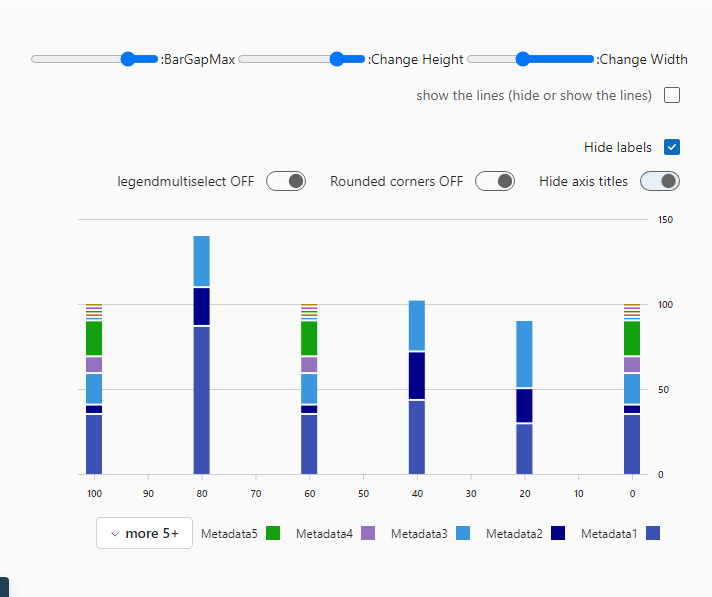 :BarGapMax :Change Height :Change Width
show the lines (hide or show the lines)
Hide labels
legendmultiselect OFF Rounded corners OFF Hide axis titles
150
100
50
0
100 90 80 70 60 50 40 30 20 10 0
more 5+ Metadata5 Metadata4 Metadata3 Metadata2 Metadata1